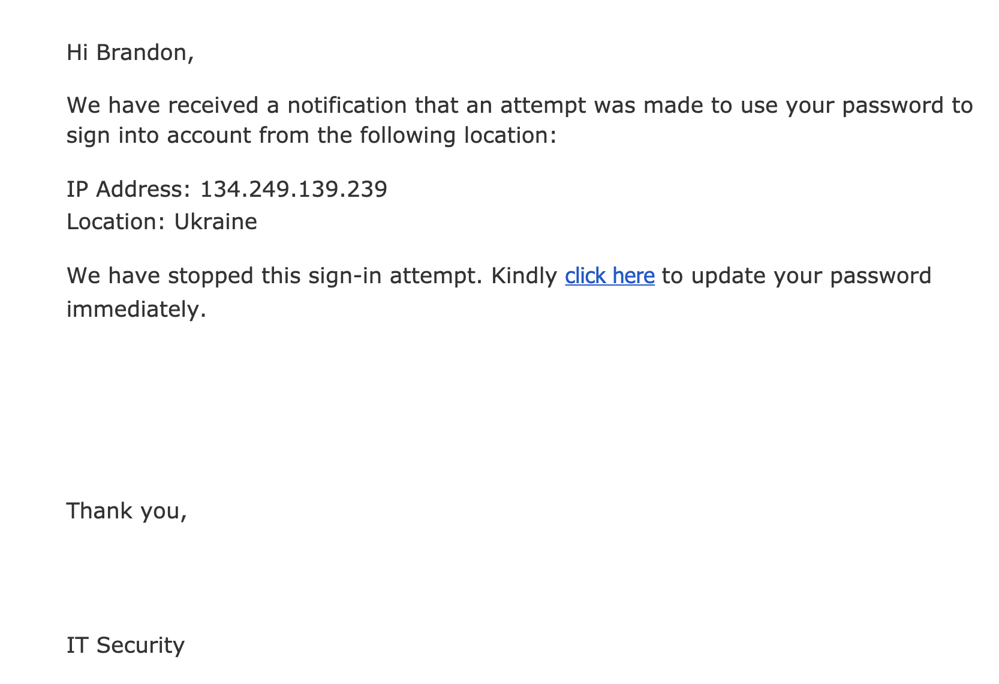 Hi Brandon,
We have received a notification that an attempt was made to use your password to
sign into account from the following location:
IP Address: 134.249.139.239
Location: Ukraine
We have stopped this sign-in attempt. Kindly click here to update your password
immediately.
Thank you,
IT Security